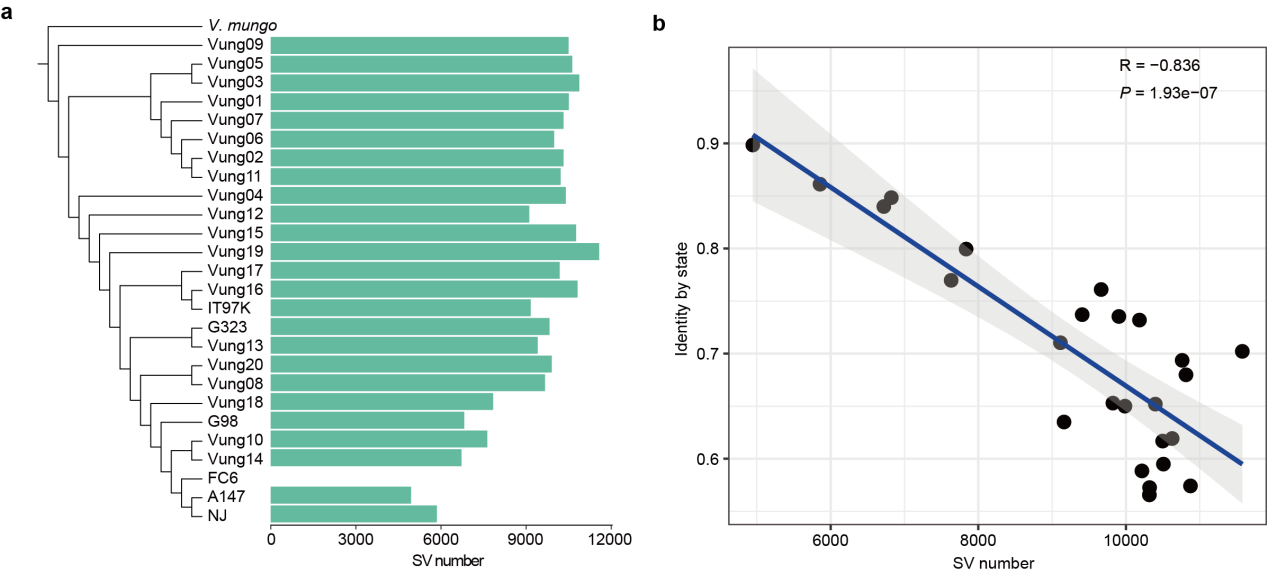 a
V. mungo
Vung09
Vung05
Vung03
Vung01
Vung07
Vung06
Vung02
Vung11
Vung04
Vung12
Vung15
Vung19
Vung17
Vung16
IT97K
G323
Vung13
Vung20
Vung08
Vung18
G98
Vung10
Vung14
FC6
A147
NJ
0 3000 6000 9000 12000
SV number
b
R = −0.836
P = 1.93e−07
0.9
0.8
0.7
0.6
Identity by state
6000 8000 10000
SV number